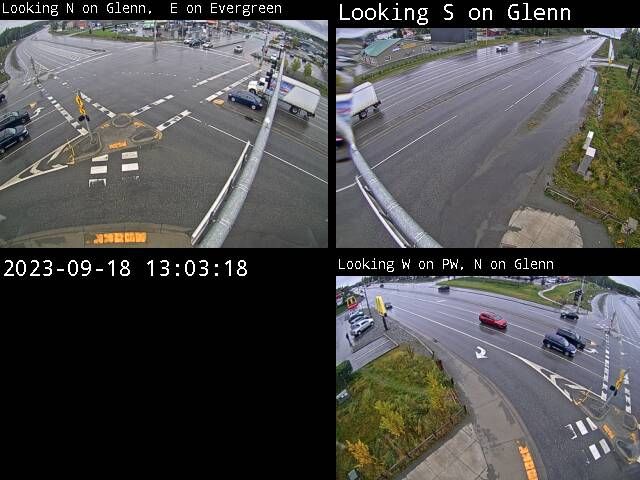 Looking N on Glenn,  E on Evergreen
Looking S on Glenn
2023-09-18 13:03:18
Looking W on PW, N on Glenn